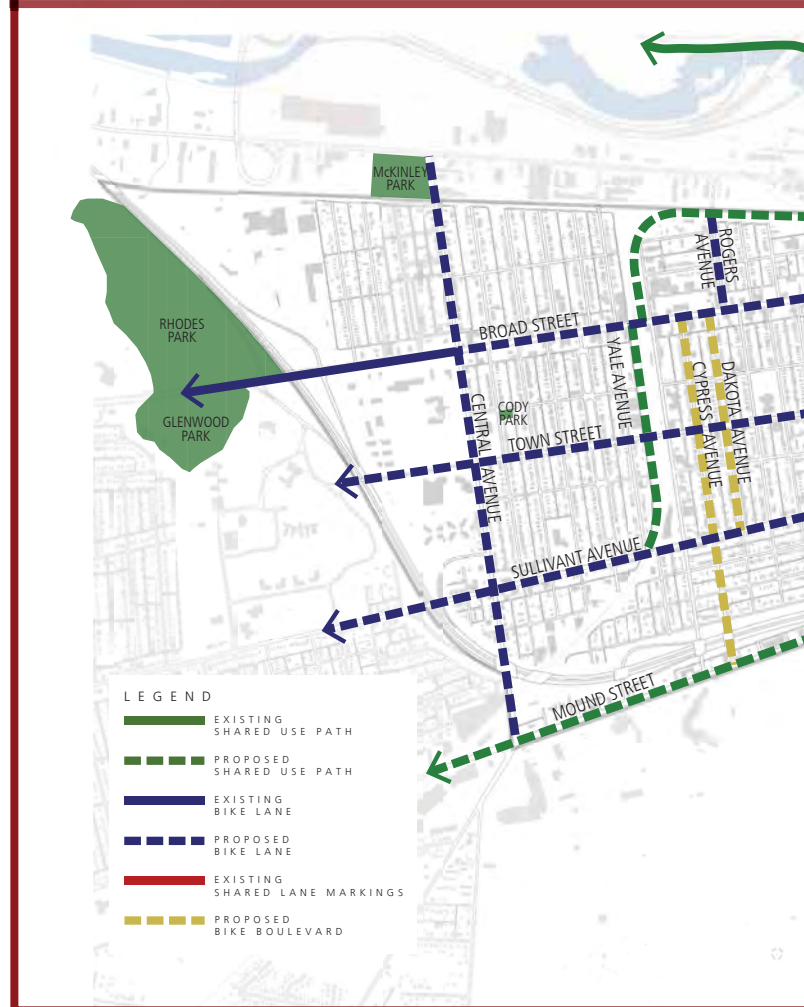 McKINLEY
PARK
ROGERS
AVENUE
RHODES
PARK
BROAD STREET
YALE AVENUE
CYPRESS AVENUE
DAKOTA AVENUE
CODY
PARK
GLENWOOD
PARK
CENTRAL AVENUE
TOWN STREET
SULLIVANT AVENUE
MOUND STREET
LEGEND
EXISTING
SHARED USE PATH
PROPOSED
SHARED USE PATH
EXISTING
BIKE LANE
PROPOSED
BIKE LANE
EXISTING
SHARED LANE MARKINGS
PROPOSED
BIKE BOULEVARD